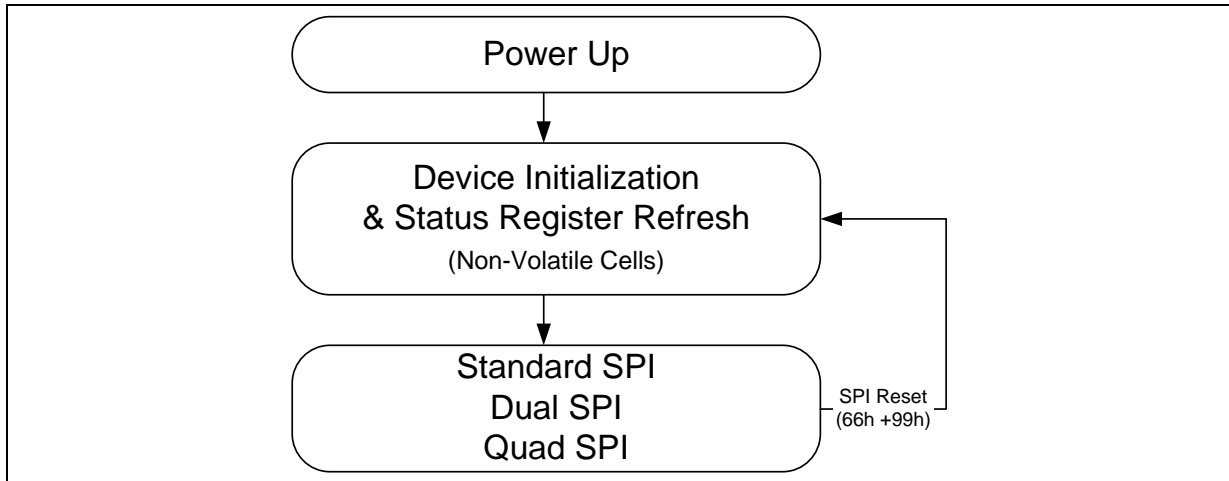 Power Up
Device Initialization
& Status Register Refresh
(Non-Volatile Cells)
Standard SPI
Dual SPI
Quad SPI
SPI Reset
(66h +99h)